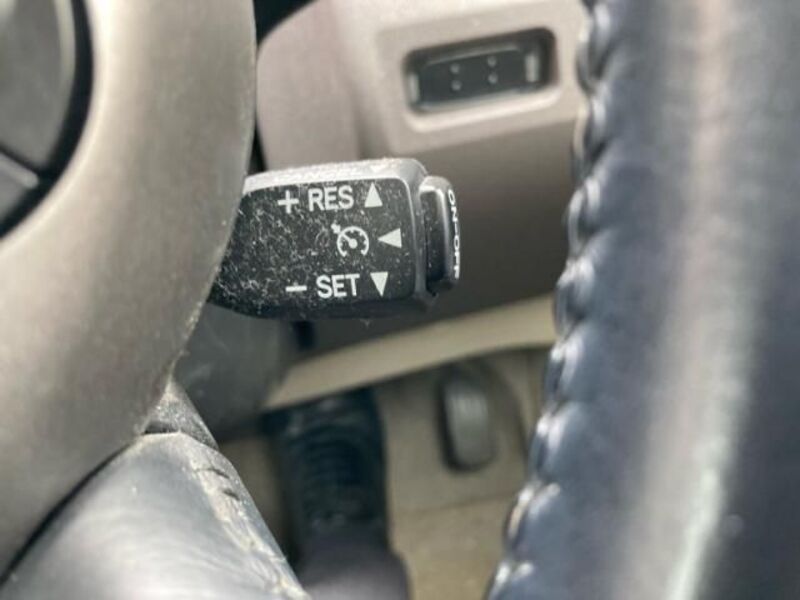 + RES
- SET
ON-OFF